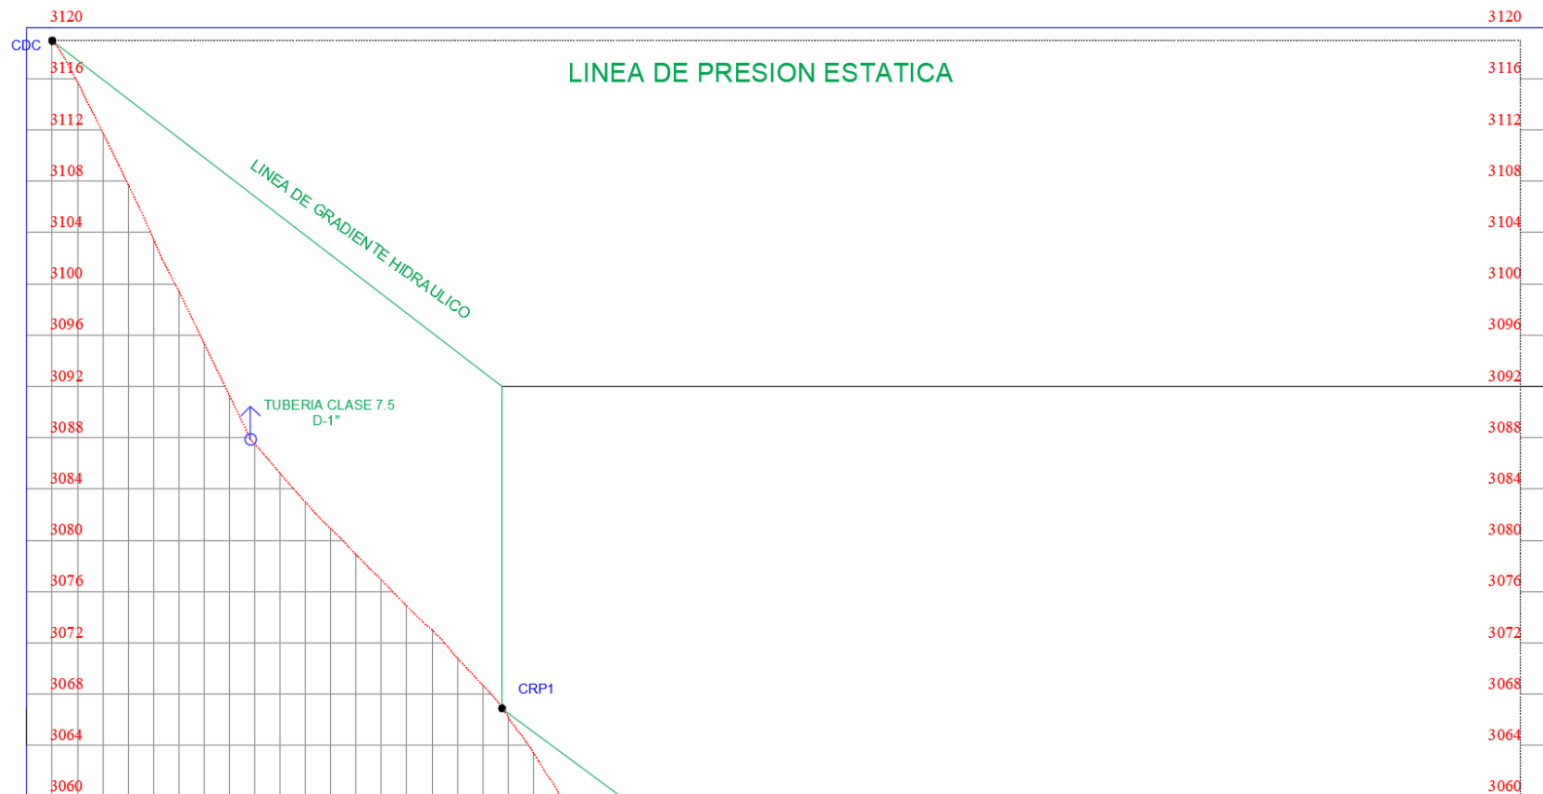 3120 3120
CDC
3116 LINEA DE PRESION ESTATICA 3116
3112 3112
3108 3108
LINEA DE GRADIENTE HIDRAULICO
3104 3104
3100 3100
3096 3096
3092 3092
TUBERIA CLASE 7.5
D-1"
3088 3088
3084 3084
3080 3080
3076 3076
3072 3072
3068 CRP1 3068
3064 3064
3060 3060